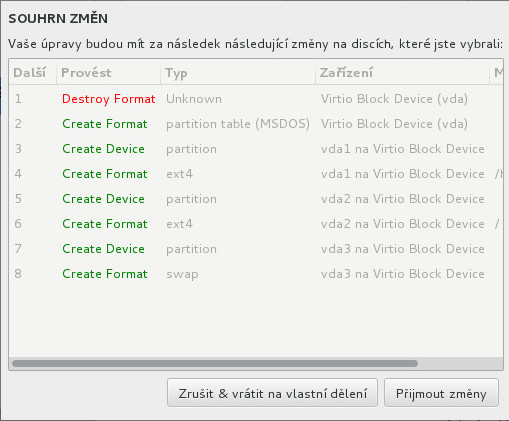 SOUHRN ZMĚN
Vaše úpravy budou mít za následek následující změny na discích, které jste vybrali:
Další Provést Typ Zařízení
1 Destroy Format Unknown Virtio Block Device (vda)
2 Create Format partition table (MSDOS) Virtio Block Device (vda)
3 Create Device partition vda1 na Virtio Block Device
4 Create Format ext4 vda1 na Virtio Block Device
5 Create Device partition vda2 na Virtio Block Device
6 Create Format ext4 vda2 na Virtio Block Device /
7 Create Device partition vda3 na Virtio Block Device
8 Create Format swap vda3 na Virtio Block Device
Zrušit & vrátit na vlastní dělení Přijmout změny